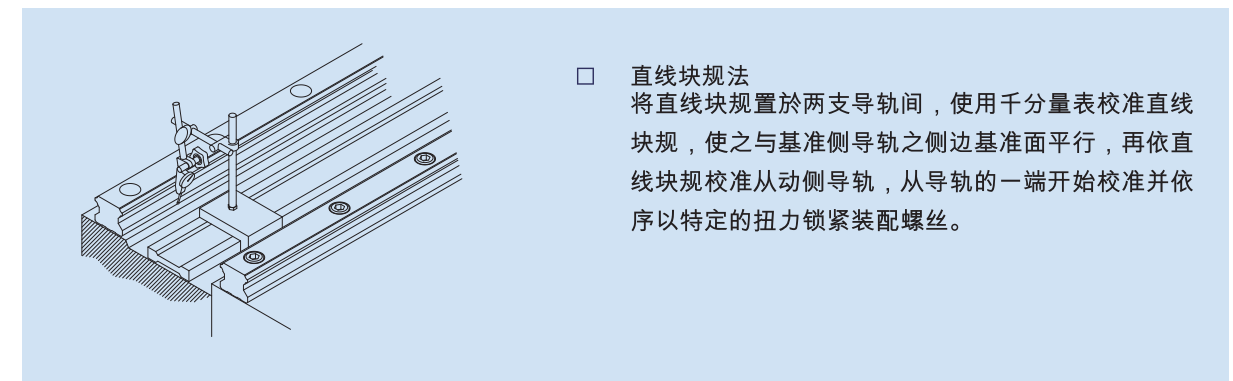 □ 直线块规法
将直线块规置於两支导轨间，使用千分量表校准直线
块规，使之与基准侧导轨之侧边基准面平行，再依直
线块规校准从动侧导轨，从导轨的一端开始校准并依
序以特定的扭力锁紧装配螺丝。